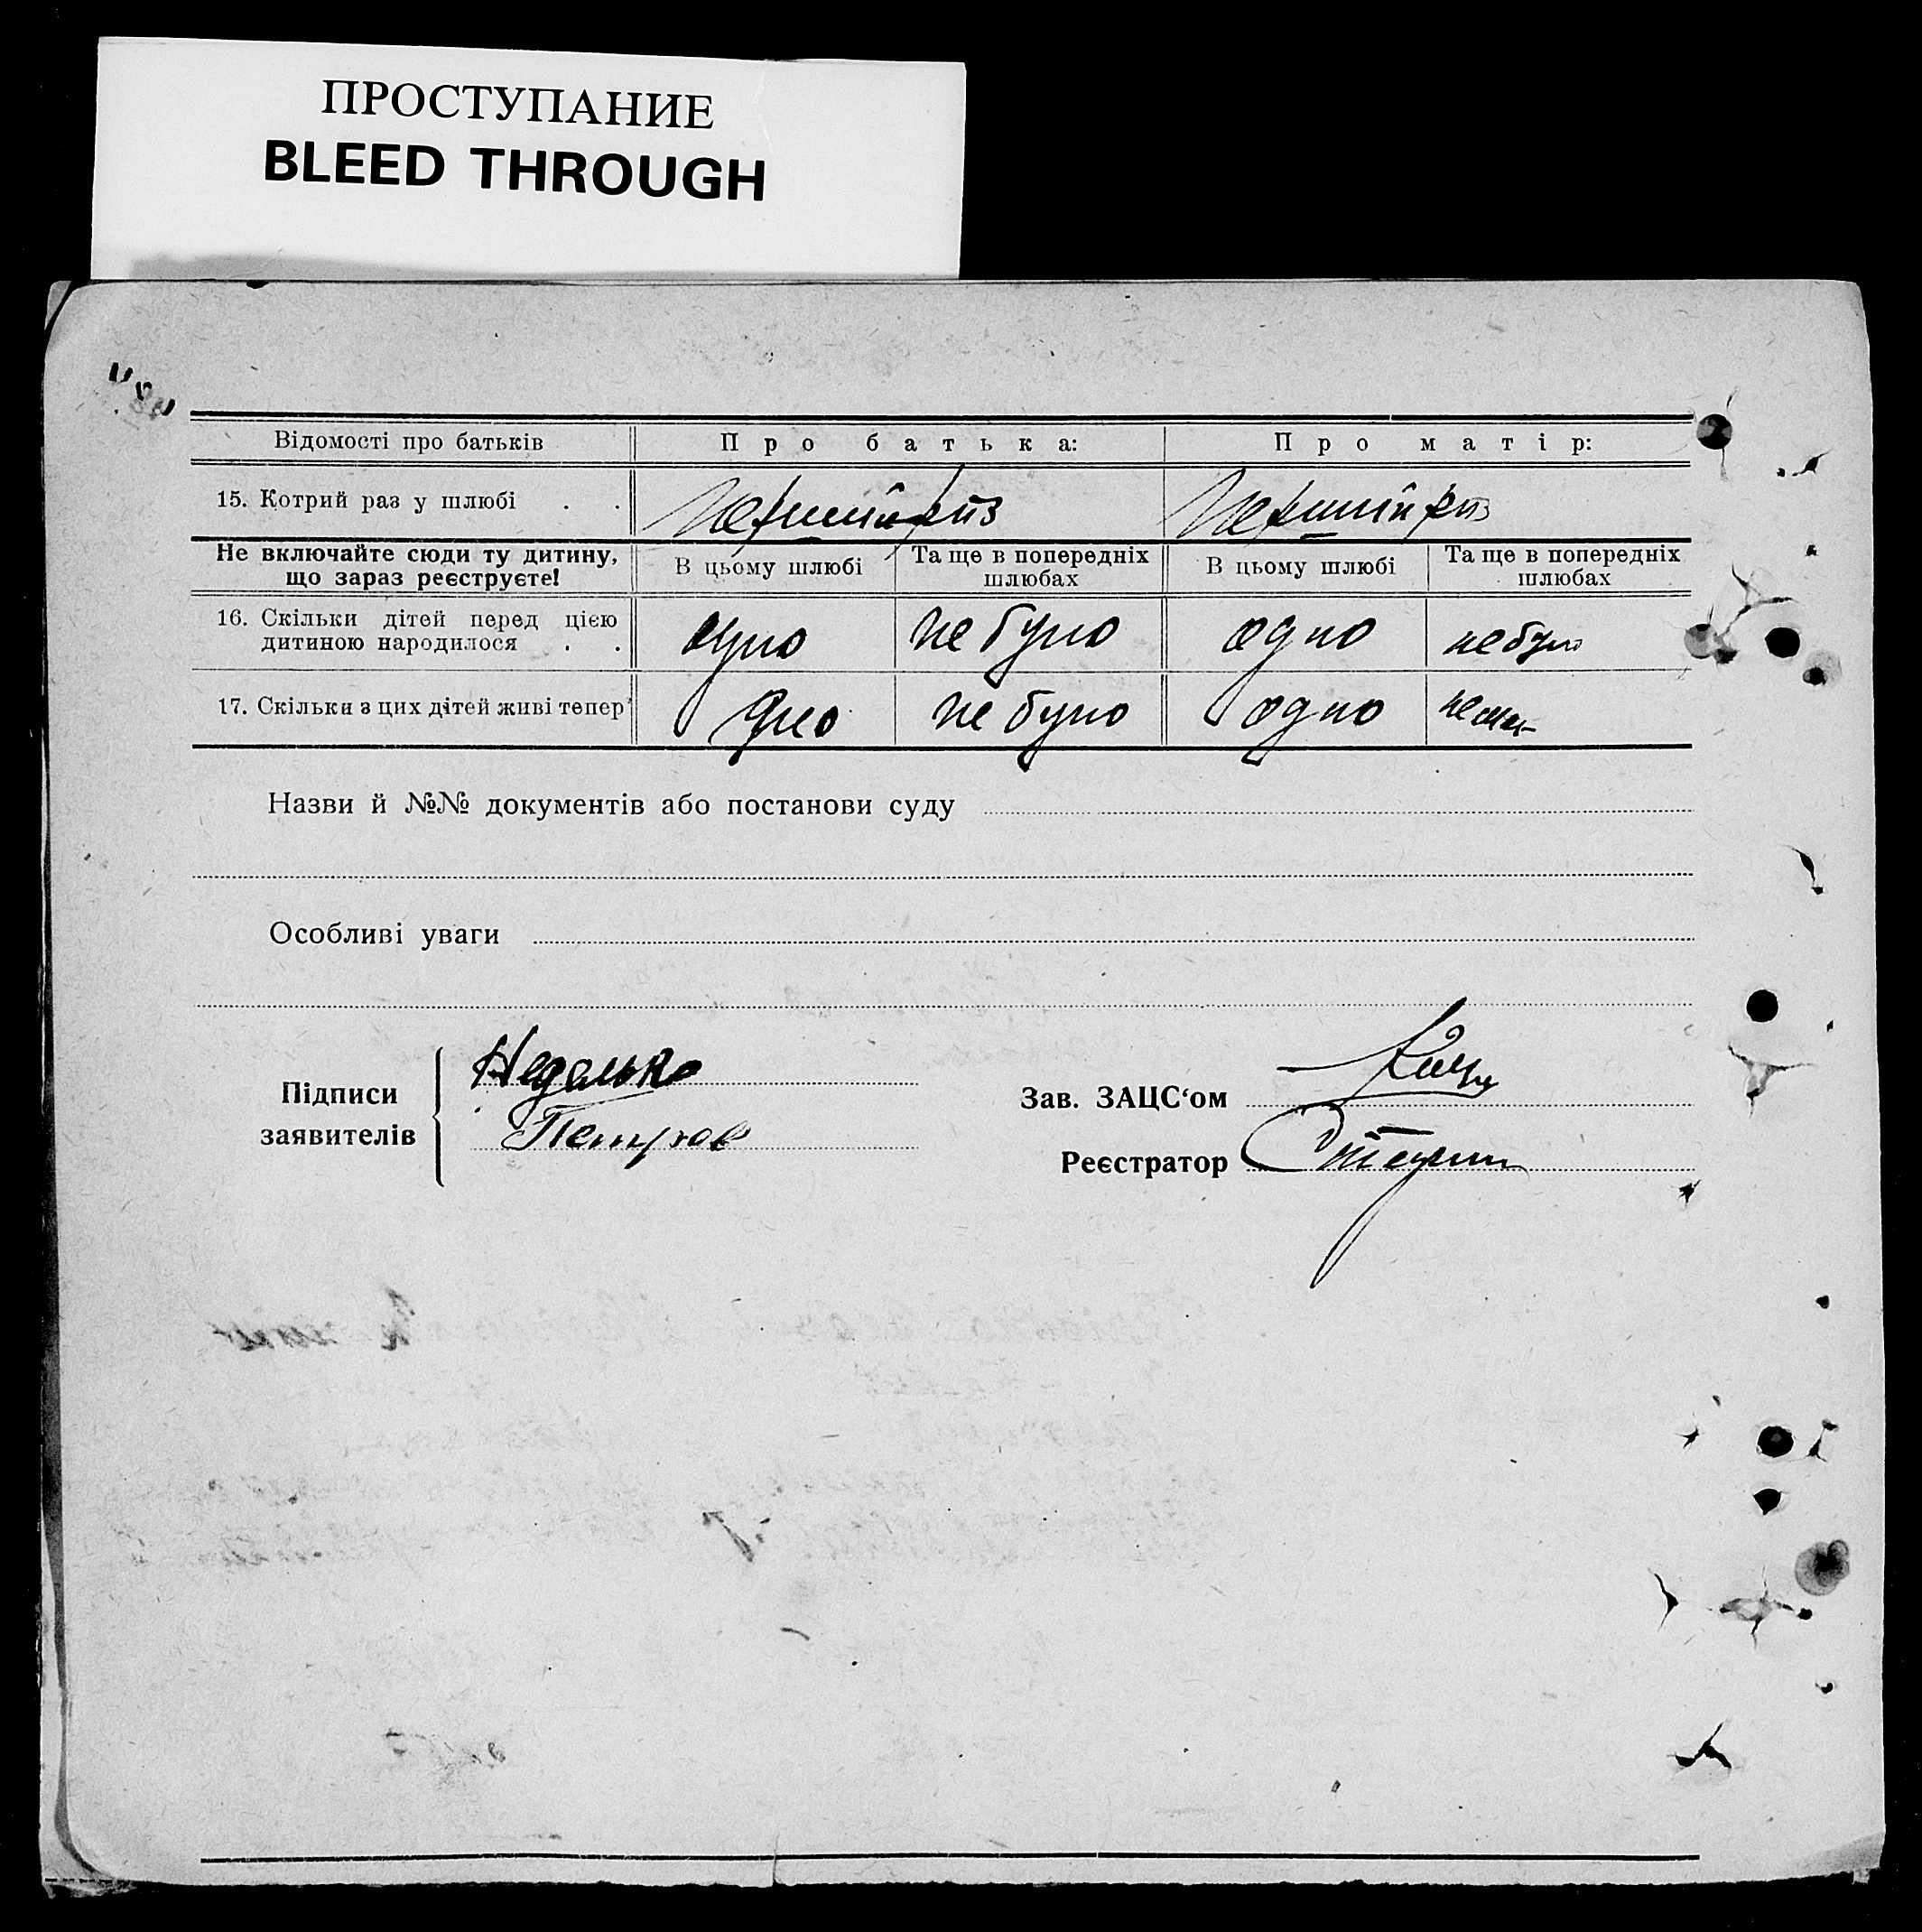 ПРОСТУПАНИЕ
BLEED THROUGH
Відомості про батьків Про батька: Про матір:
15. Котрий раз у шлюбі . . Перший раз Перший раз
Не включайте сюди ту дитину, що зараз реєструєте! В цьому шлюбі Та ще в попередніх шлюбах В цьому шлюбі Та ще в попередніх шлюбах
16. Скільки дітей перед цією
дитиною народилося . . одно не було одно не було
17. Скільки з цих дітей живі тепер одно не було одно
Назви й №№ документів або постанови суду
Особливі уваги
Підписи
заявителів
Недалько
Петров
Зав. ЗАЦС‘ом
Реєстратор